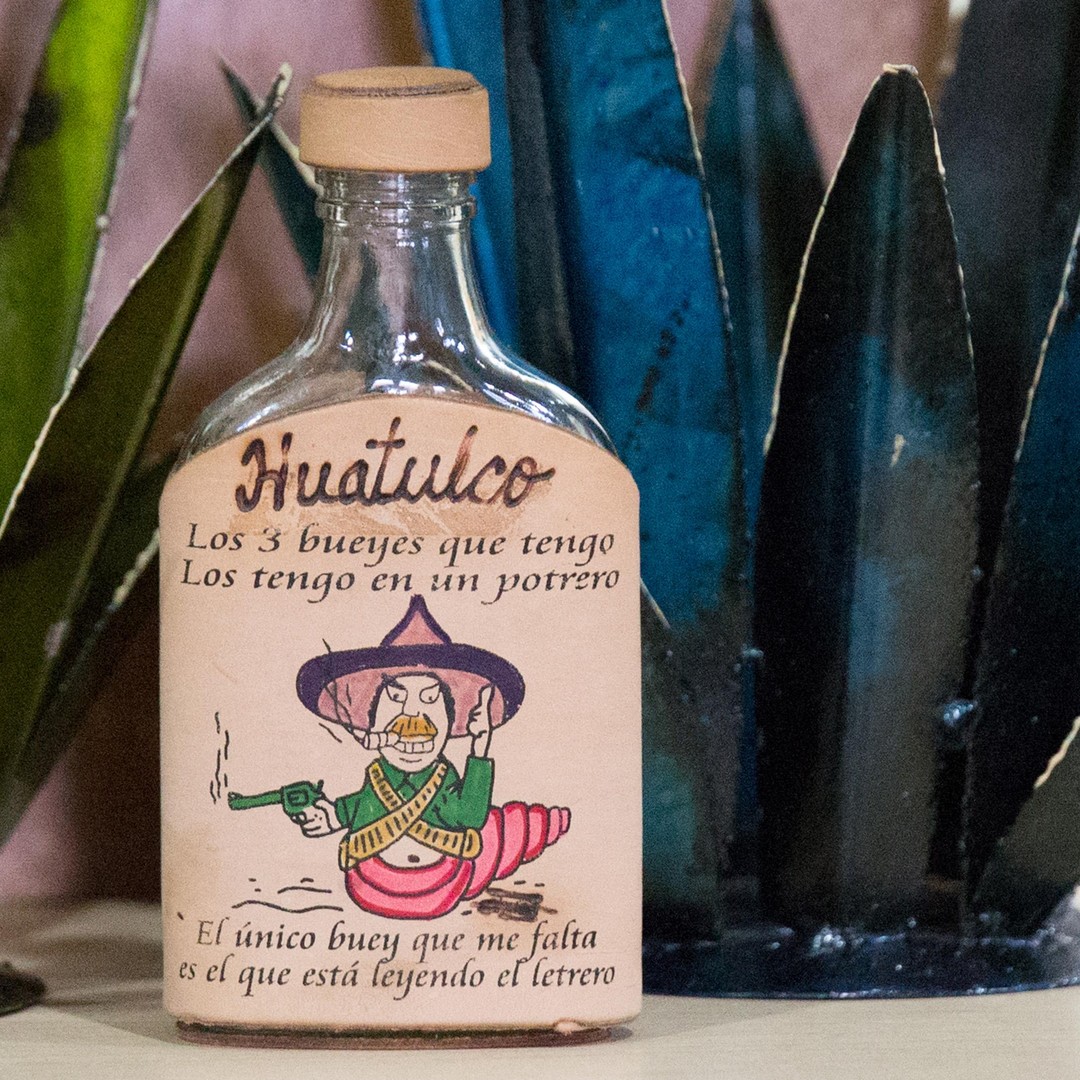 Huatulco
Los 3 bueyes que tengo
Los tengo en un potrero
El único buey que me falta
es el que está leyendo el letrero